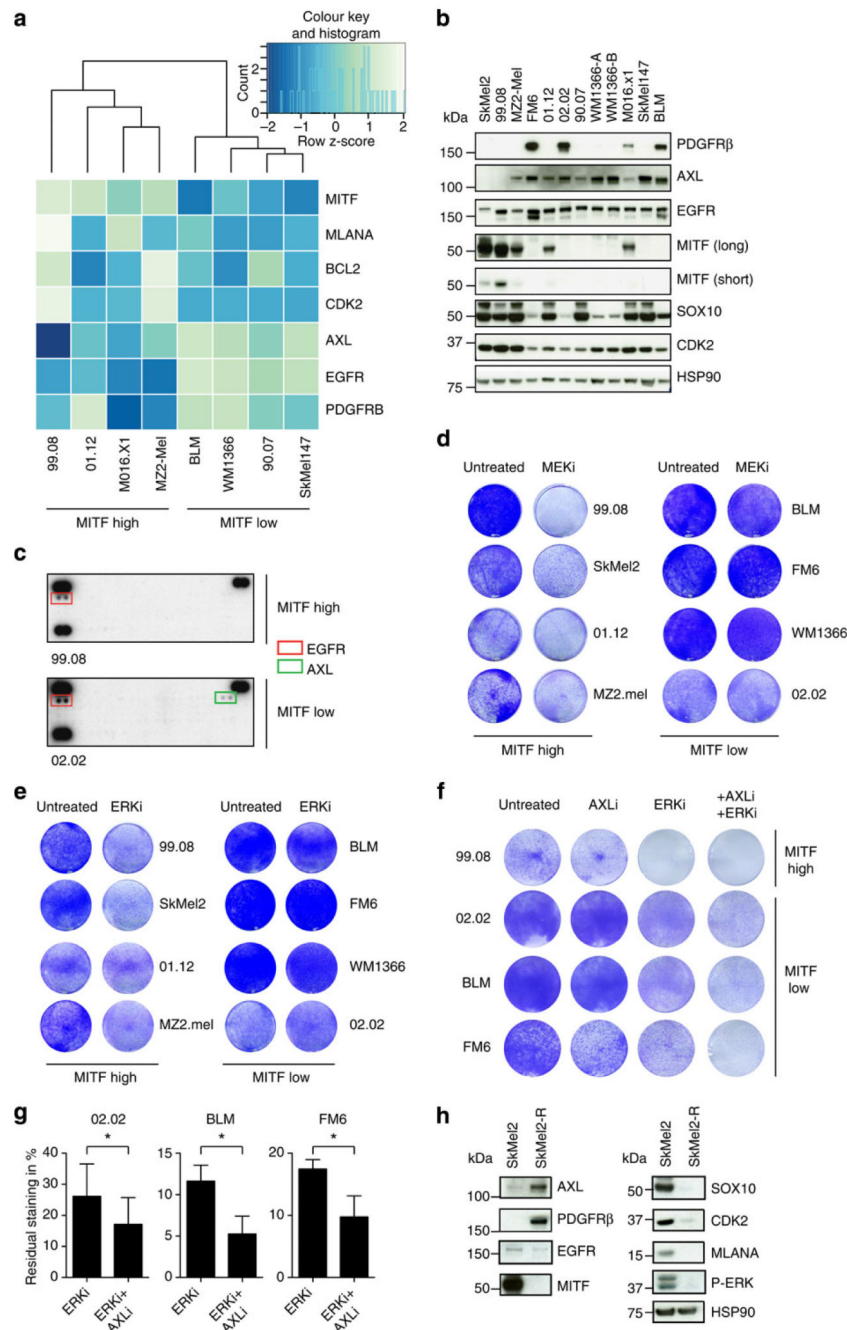 a
Colour key
and histogram
Count
2
1
0
−2 −1 0 1 2
Row z-score
MITF
MLANA
BCL2
CDK2
AXL
EGFR
PDGFRB
99.08
01.12
M016.X1
MZ2-Mel
BLM
WM1366
90.07
SkMel147
MITF high
MITF low
b
SkMel2
99.08
MZ2-Mel
FM6
01.12
02.02
90.07
WM1366-A
WM1366-B
M016.x1
SkMel147
BLM
kDa
150
PDGFRβ
100
AXL
150
EGFR
50
MITF (long)
MITF (short)
50
SOX10
37
CDK2
75
HSP90
c
MITF high
99.08
EGFR
AXL
MITF low
02.02
d
Untreated MEKi
Untreated MEKi
99.08
BLM
SkMel2
FM6
01.12
WM1366
MZ2.mel
02.02
MITF high
MITF low
e
Untreated ERKi
Untreated ERKi
99.08
BLM
SkMel2
FM6
01.12
WM1366
MZ2.mel
02.02
MITF high
MITF low
f
Untreated AXLi ERKi +AXLi
+ERKi
99.08
MITF
high
02.02
BLM
MITF
low
FM6
g
02.02
BLM
FM6
*
*
*
Residual staining in %
40
30
20
10
0
15
10
5
0
20
10
0
ERKi
ERKi+
AXLi
ERKi
ERKi+
AXLi
ERKi
ERKi+
AXLi
h
SkMel2
SkMel2-R
kDa
100
AXL
150
PDGFRβ
150
EGFR
50
MITF
SkMel2
SkMel2-R
kDa
50
SOX10
37
CDK2
15
MLANA
37
P-ERK
75
HSP90